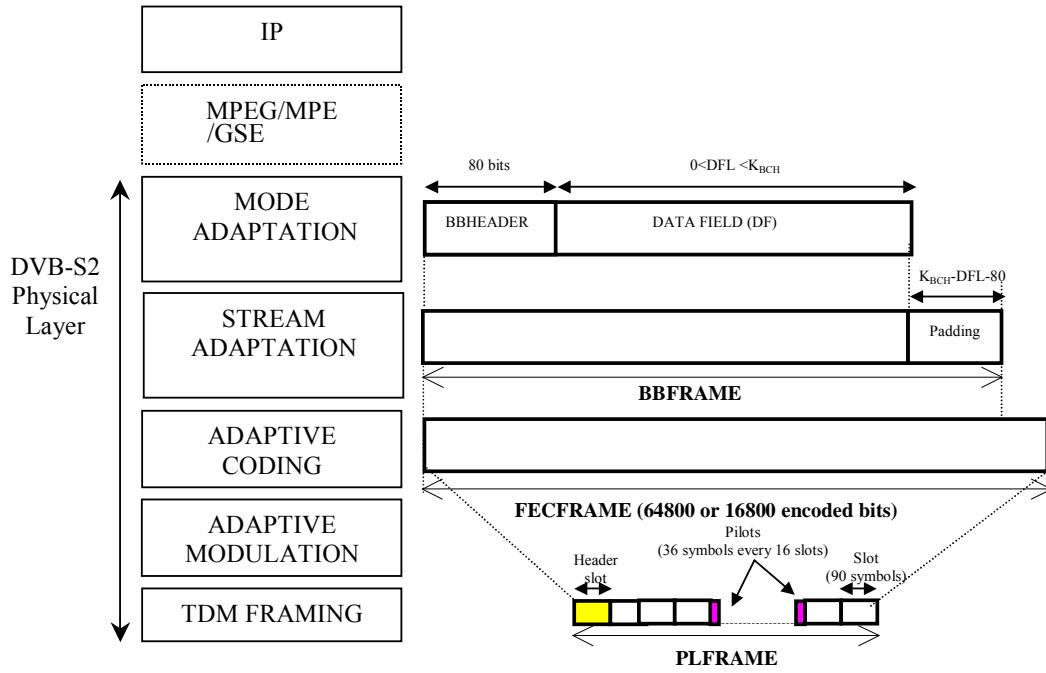 IP
MPEG/MPE
/GSE
80 bits
0<DFL <K_BCH
MODE
ADAPTATION
BBHEADER
DATA FIELD (DF)
DVB-S2
Physical
Layer
K_BCH-DFL-80
STREAM
ADAPTATION
Padding
BBFRAME
ADAPTIVE
CODING
FECFRAME (64800 or 16800 encoded bits)
ADAPTIVE
MODULATION
Pilots
(36 symbols every 16 slots)
Header
slot
Slot
(90 symbols)
TDM FRAMING
PLFRAME